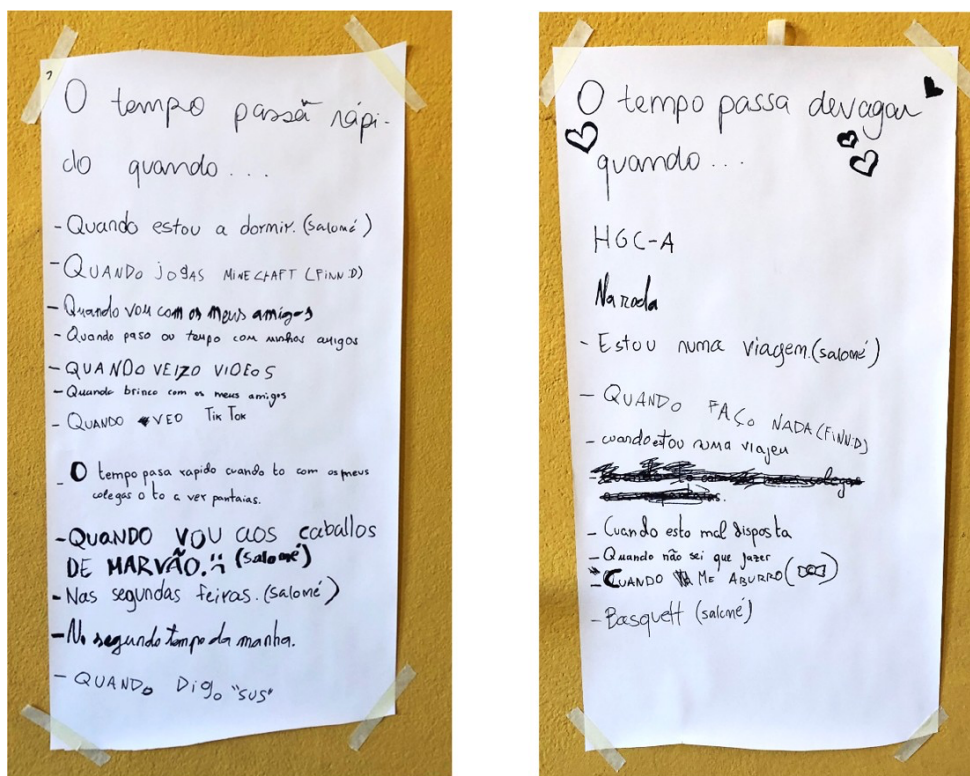 O tempo passa rápi-
do quando...
- Quando estou a dormir. (Salomé)
- QUANDO jogas MINECRAFT (FINN:D)
- Quando vou com os meus amigos
- Quando paso ou tempo com minhos amigos
- QUANDO VEIZO VIDEOS
- Quando brinco com os meus amigos
- QUANDO VEO TIK TOK
- O tempo pasa rapido cuando to com os meus
colegas o to a ver pantaias.
- QUANDO VOU aos caballos
DE MARVÃO. (Salomé)
- Nas segundas feiras. (Salomé)
- No segundo tempo da manha.
- QUANDO Digo "SUS"
O tempo passa devagar
quando...
HGC-A
Na roda
- Estou numa viagem. (Salomé)
- QUANDO FAÇO NADA (FINN:D)
- cuando estou numa viajeu
- Cuando esto mal disposta
- Quando não sei que fazer
- CUANDO ME ABURRO
- Basquett (salomé)